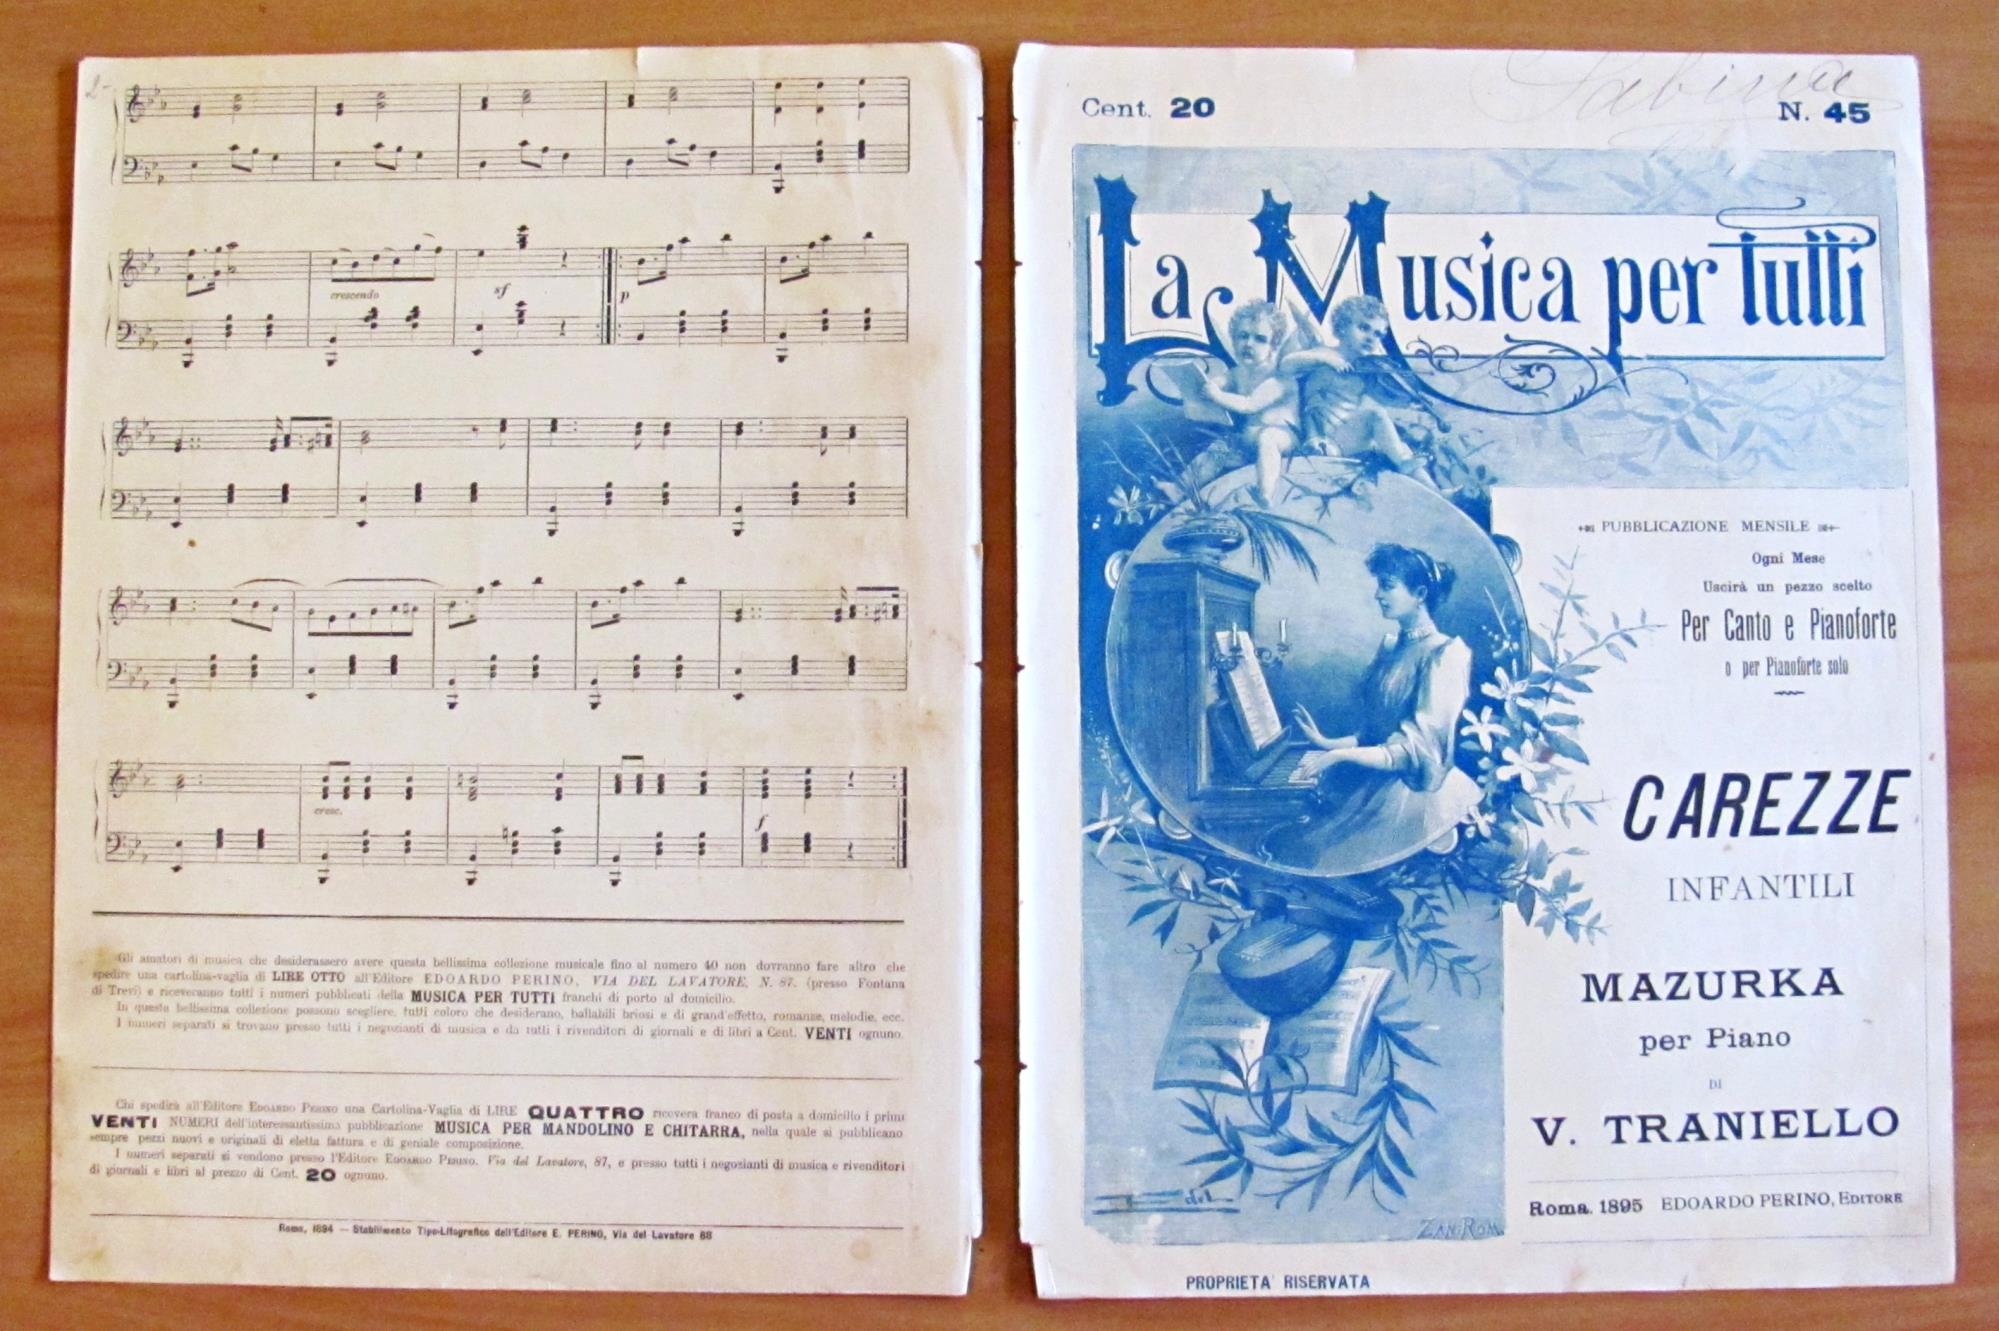 2-
crescendo
sf
p
cresc.
f
Gli amatori di musica che desiderassero avere questa bellissima collezione musicale fino al numero 40 non dovranno fare altro che
spedire una cartolina-vaglia di LIRE OTTO all'Editore EDOARDO PERINO, VIA DEL LAVATORE, N. 87. (presso Fontana
di Trevi) e riceveranno tutti i numeri pubblicati della MUSICA PER TUTTI franchi di porto al domicilio.
In questa bellissima collezione possono scegliere, tutti coloro che desiderano, ballabili briosi e di grand'effetto, romanze, melodie, ecc.
I numeri separati si trovano presso tutti i negozianti di musica e da tutti i rivenditori di giornali e di libri a Cent. VENTI ognuno.
Chi spedirà all'Editore EDOARDO PERINO una Cartolina-Vaglia di LIRE QUATTRO riceverà franco di posta a domicilio i primi
VENTI NUMERI dell'interessantissima pubblicazione MUSICA PER MANDOLINO E CHITARRA, nella quale si pubblicano
sempre pezzi nuovi e originali di eletta fattura e di geniale composizione.
I numeri separati si vendono presso l'Editore EDOARDO PERINO. Via del Lavatore, 87, e presso tutti i negozianti di musica e rivenditori
di giornali e libri al prezzo di Cent. 20 ognuno.
Roma, 1894 — Stabilimento Tipo-Litografico dell'Editore E. PERINO, Via del Lavatore 88
Sabina
Cent. 20
N. 45
La Musica per tutti
PUBBLICAZIONE MENSILE
Ogni Mese
Uscirà un pezzo scelto
Per Canto e Pianoforte
o per Pianoforte solo
CAREZZE
INFANTILI
MAZURKA
per Piano
DI
V. TRANIELLO
del
ZAN. ROM.
Roma. 1895 EDOARDO PERINO, EDITORE
PROPRIETA' RISERVATA